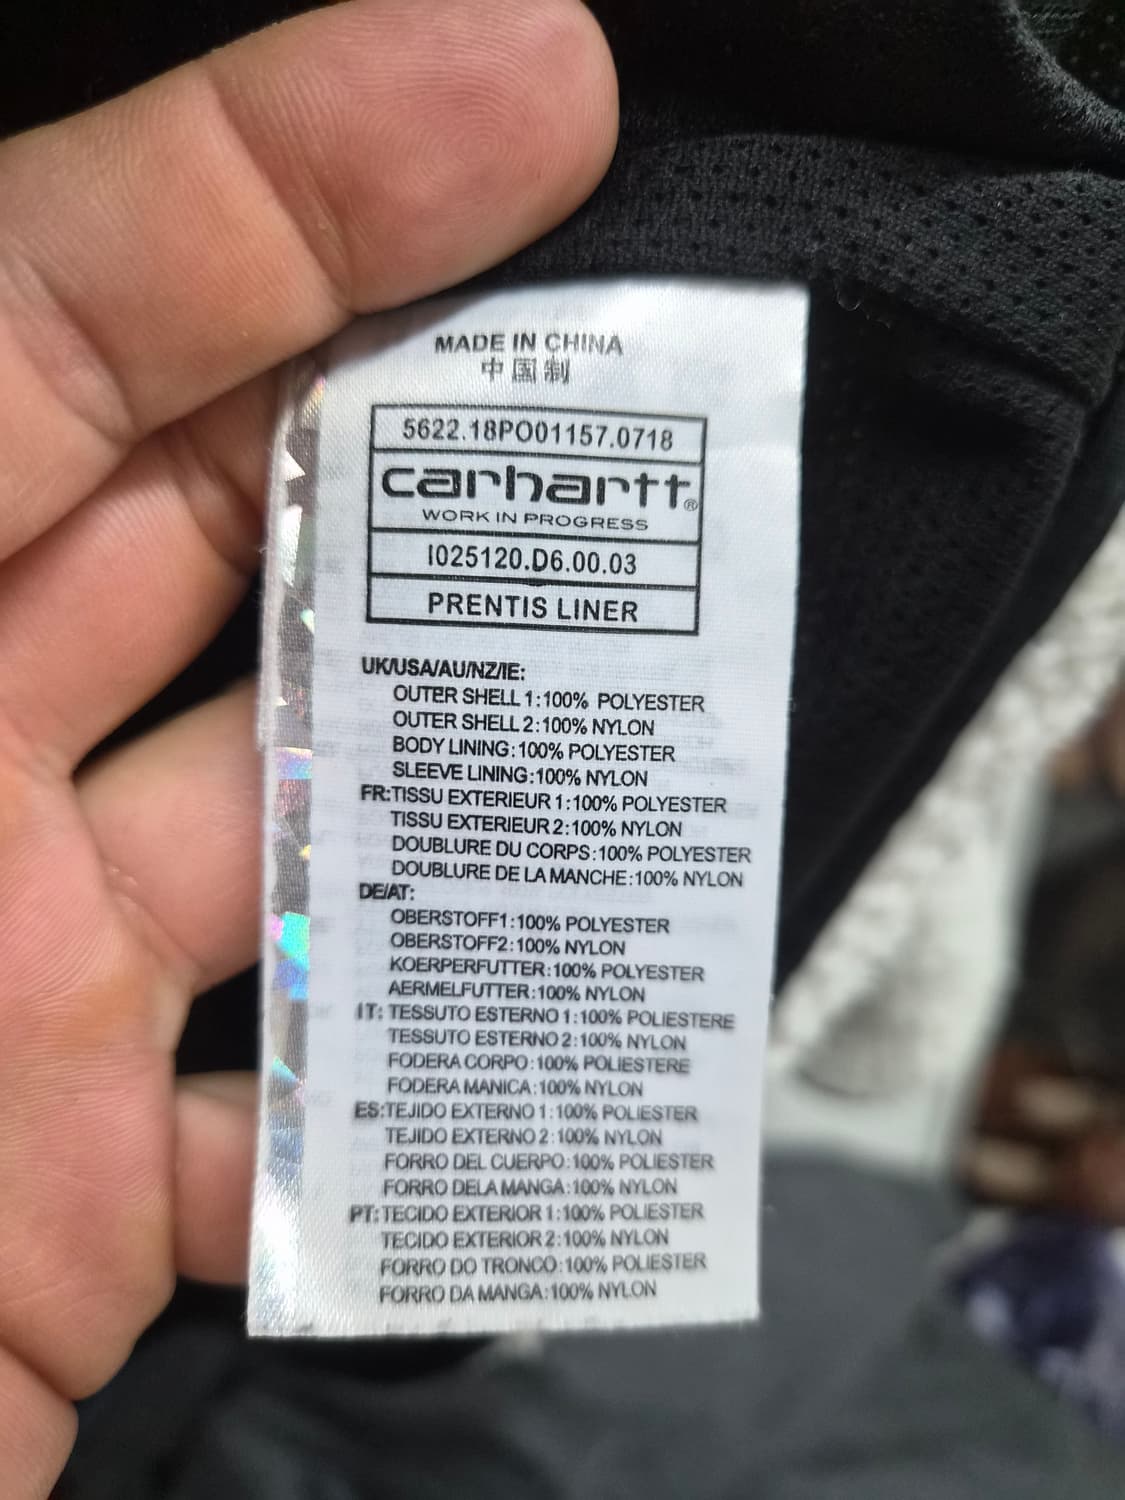 MADE IN CHINA
中国制
5622.18PO01157.0718
carhartt®
WORK IN PROGRESS
I025120.D6.00.03
PRENTIS LINER
UK/USA/AU/NZ/IE:
OUTER SHELL 1:100% POLYESTER
OUTER SHELL 2:100% NYLON
BODY LINING:100% POLYESTER
SLEEVE LINING:100% NYLON
FR:TISSU EXTERIEUR 1:100% POLYESTER
TISSU EXTERIEUR 2:100% NYLON
DOUBLURE DU CORPS:100% POLYESTER
DOUBLURE DE LA MANCHE:100% NYLON
DE/AT:
OBERSTOFF1:100% POLYESTER
OBERSTOFF2:100% NYLON
KOERPERFUTTER:100% POLYESTER
AERMELFUTTER:100% NYLON
IT: TESSUTO ESTERNO 1:100% POLIESTERE
TESSUTO ESTERNO 2:100% NYLON
FODERA CORPO:100% POLIESTERE
FODERA MANICA:100% NYLON
ES:TEJIDO EXTERNO 1:100% POLIESTER
TEJIDO EXTERNO 2:100% NYLON
FORRO DEL CUERPO:100% POLIESTER
FORRO DELA MANGA:100% NYLON
PT:TECIDO EXTERIOR 1:100% POLIESTER
TECIDO EXTERIOR 2:100% NYLON
FORRO DO TRONCO:100% POLIESTER
FORRO DA MANGA:100% NYLON